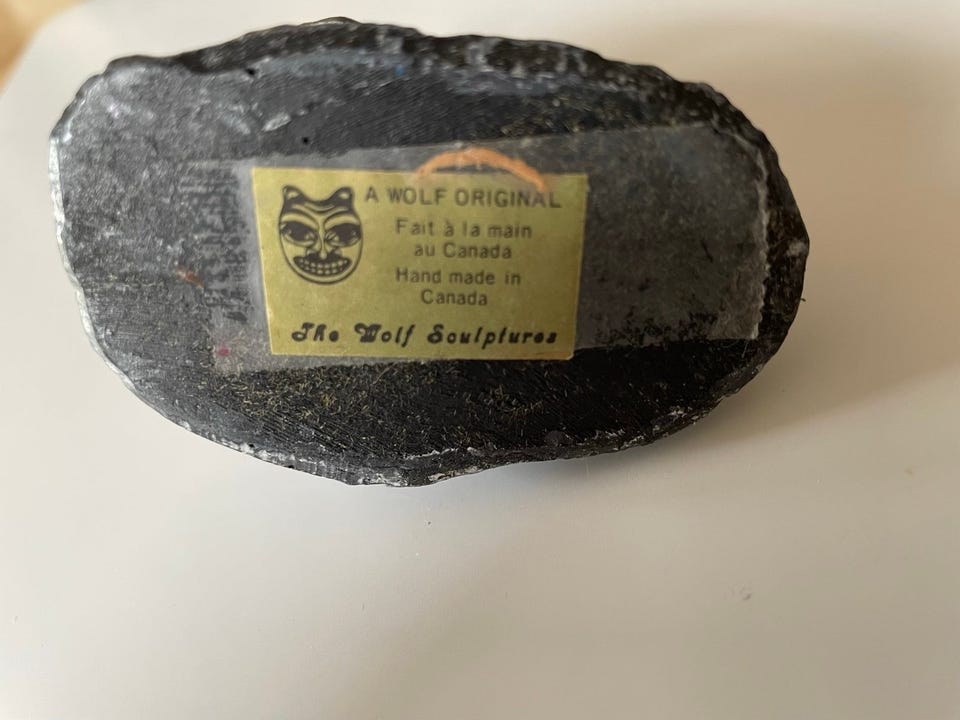 A WOLF ORIGINAL
Fait à la main
au Canada
Hand made in
Canada
The Wolf Sculptures